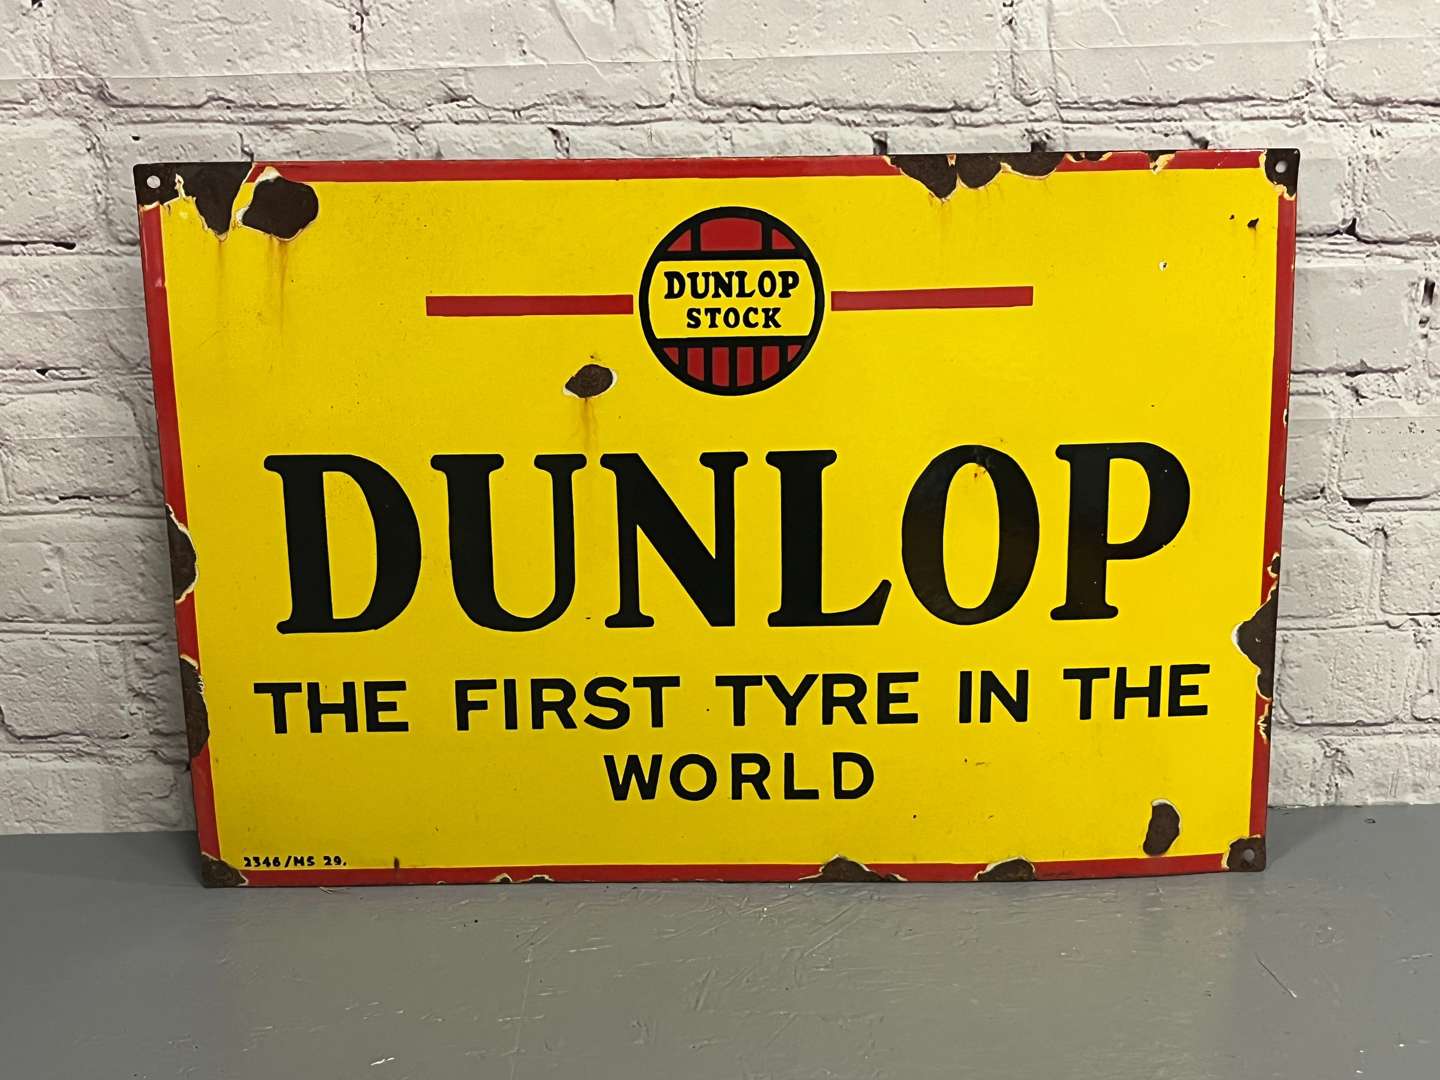 DUNLOP
STOCK
DUNLOP
THE FIRST TYRE IN THE
WORLD
2346/MS 29.